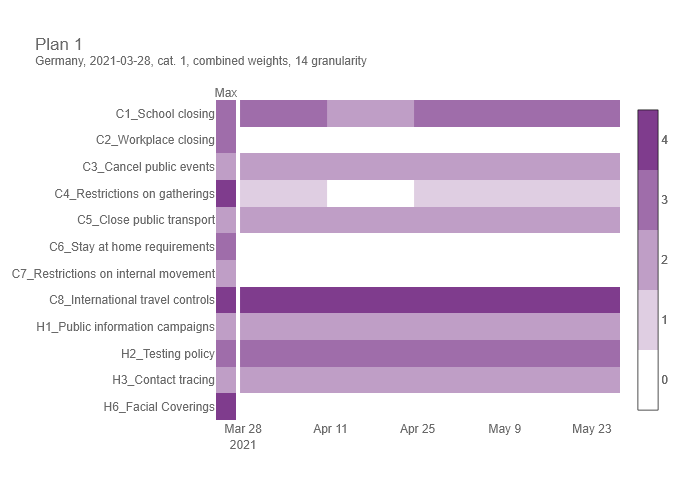 Plan 1
Germany, 2021-03-28, cat. 1, combined weights, 14 granularity
Max
C1_School closing
C2_Workplace closing
C3_Cancel public events
C4_Restrictions on gatherings
C5_Close public transport
C6_Stay at home requirements
C7_Restrictions on internal movement
C8_International travel controls
H1_Public information campaigns
H2_Testing policy
H3_Contact tracing
H6_Facial Coverings
Mar 28 Apr 11 Apr 25 May 9 May 23
2021
4
3
2
1
0